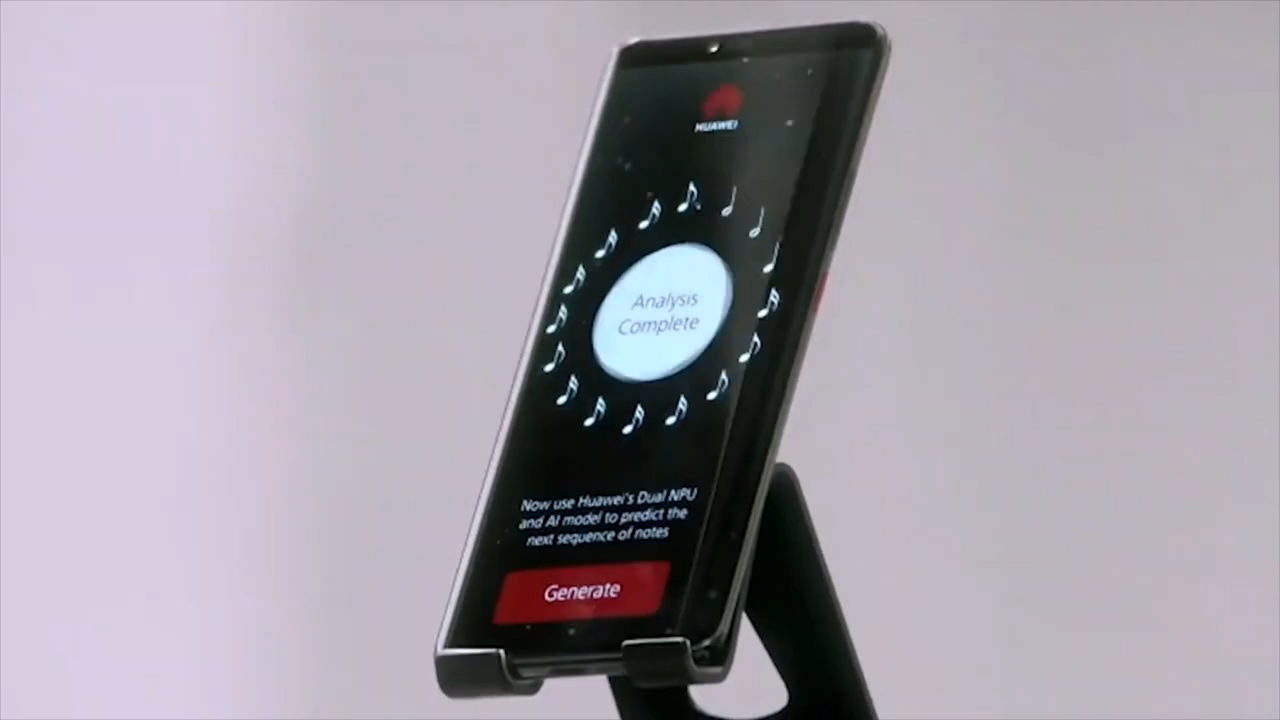 HUAWEI
Analysis
Complete
Now use Huawei's Dual NPU
and AI model to predict the
next sequence of notes
Generate